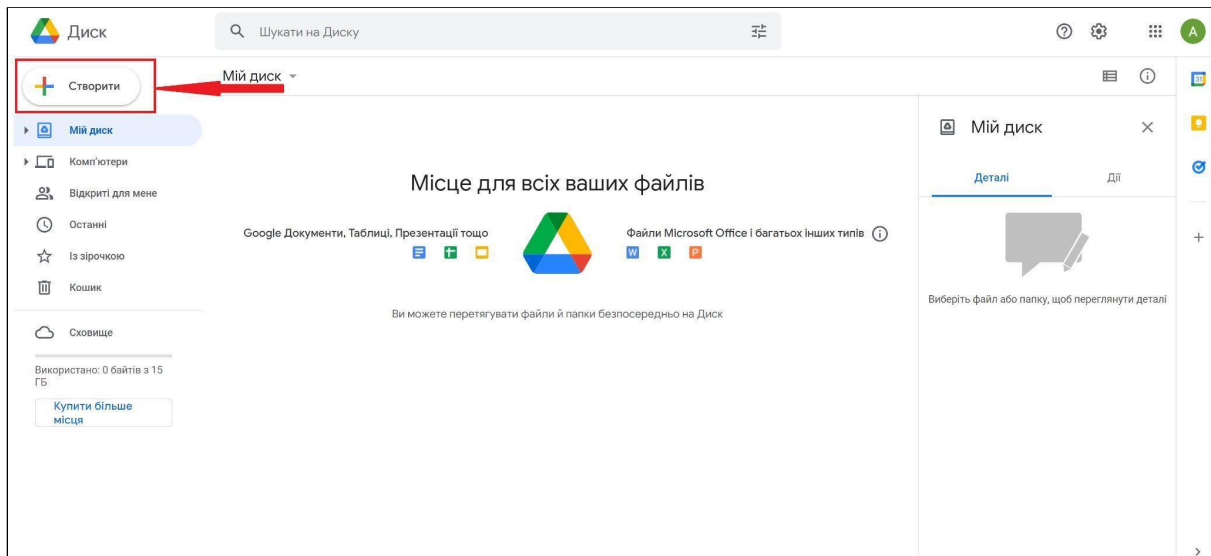 Диск
Шукати на Диску
A
Створити
Мій диск
31
Мій диск
Комп'ютери
Відкриті для мене
Останні
Із зірочкою
Кошик
Сховище
Використано: 0 байтів з 15
ГБ
Купити більше
місця
Місце для всіх ваших файлів
Google Документи, Таблиці, Презентації тощо
Файли Microsoft Office і багатьох інших типів
W X P
Ви можете перетягувати файли й папки безпосередньо на Диск
Мій диск
Деталі
Дії
Виберіть файл або папку, щоб переглянути деталі